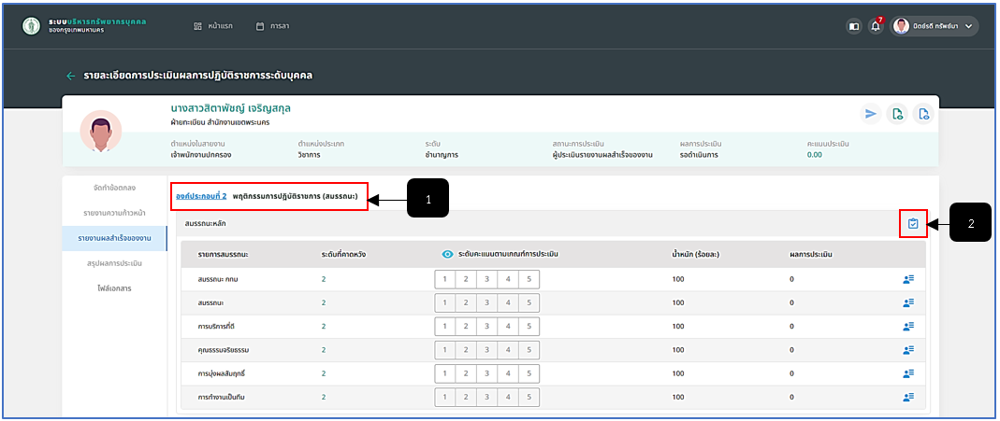 ระบบบริหารทรัพยากรบุคคล
ของกรุงเทพมหานคร
หน้าแรก
การลา
7
นิตย์รดี ทรัพย์มา
รายละเอียดการประเมินผลการปฏิบัติราชการระดับบุคคล
นางสาวสิตาพัชญ์ เจริญสกุล
ฝ่ายทะเบียน สำนักงานเขตพระนคร
ตำแหน่งในสายงาน ตำแหน่งประเภท ระดับ สถานะการประเมิน ผลการประเมิน คะแนนประเมิน
เจ้าพนักงานปกครอง วิชาการ ชำนาญการ ผู้ประเมินรายงานผลสำเร็จของงาน รอดำเนินการ 0.00
จัดทำข้อตกลง
รายงานความก้าวหน้า
รายงานผลสำเร็จของงาน
สรุปผลการประเมิน
ไฟล์เอกสาร
องค์ประกอบที่ 2 พฤติกรรมการปฏิบัติราชการ (สมรรถนะ)
1
สมรรถนะหลัก
2
รายการสมรรถนะ ระดับที่คาดหวัง ระดับคะแนนตามเกณฑ์การประเมิน น้ำหนัก (ร้อยละ) ผลการประเมิน
สมรรถนะ กทม 2 1 2 3 4 5 100 0
สมรรถนะ 2 1 2 3 4 5 100 0
การบริการที่ดี 2 1 2 3 4 5 100 0
คุณธรรมจริยธรรม 2 1 2 3 4 5 100 0
การมุ่งผลสัมฤทธิ์ 2 1 2 3 4 5 100 0
การทำงานเป็นทีม 2 1 2 3 4 5 100 0